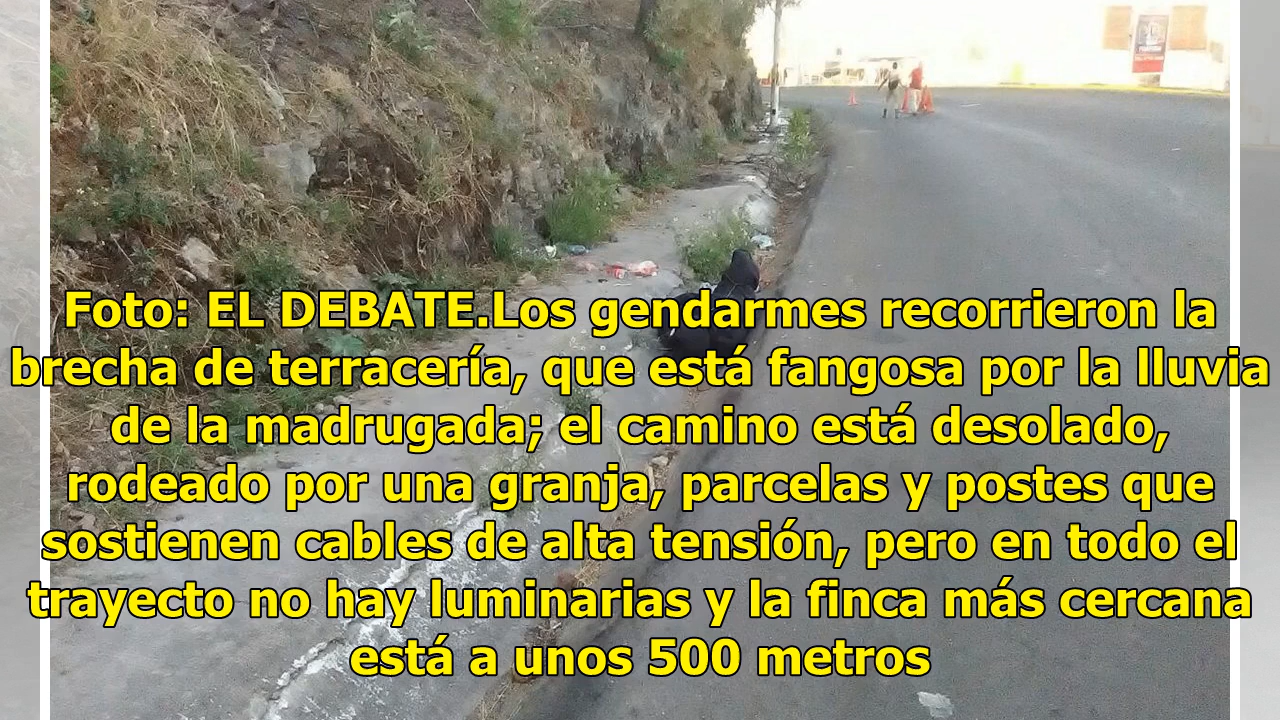 Foto: EL DEBATE.Los gendarmes recorrieron la
brecha de terracería, que está fangosa por la lluvia
de la madrugada; el camino está desolado,
rodeado por una granja, parcelas y postes que
sostienen cables de alta tensión, pero en todo el
trayecto no hay luminarias y la finca más cercana
está a unos 500 metros